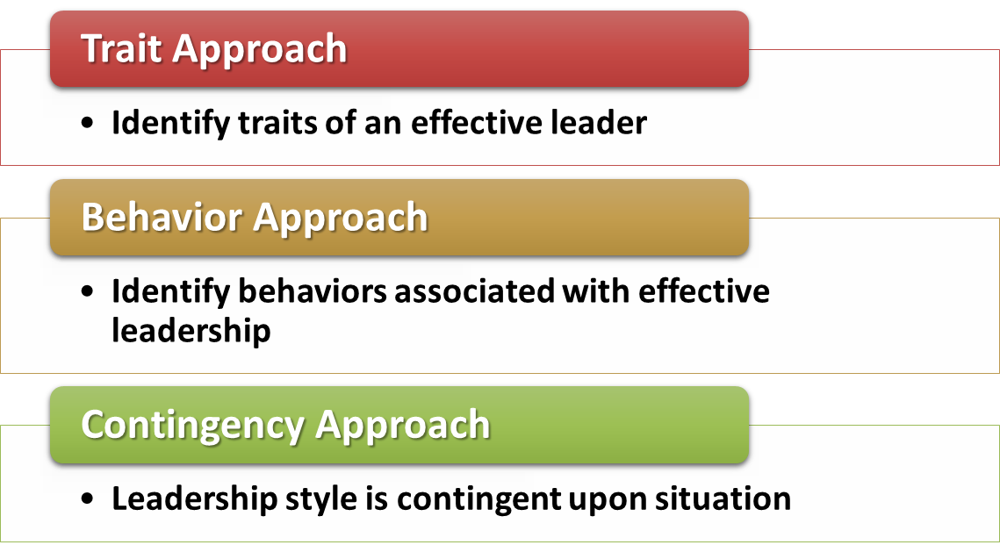 Trait Approach
• Identify traits of an effective leader
Behavior Approach
• Identify behaviors associated with effective
leadership
Contingency Approach
• Leadership style is contingent upon situation